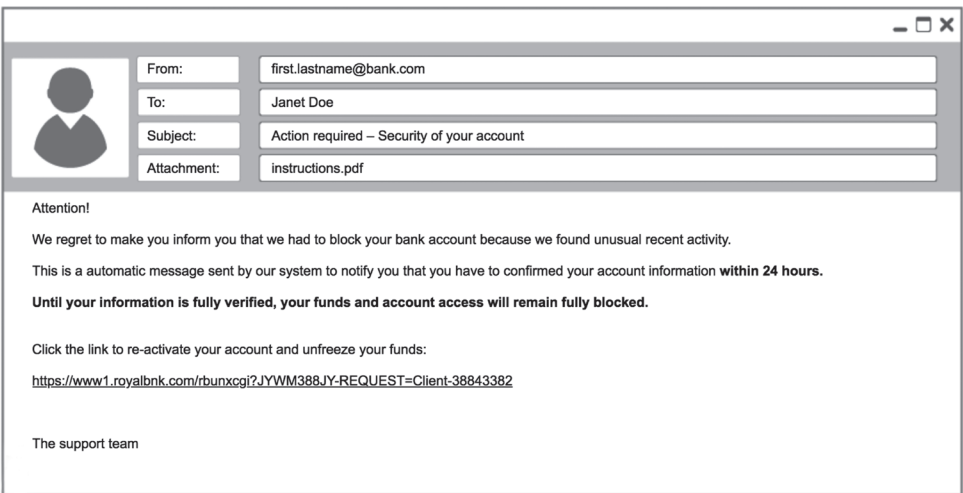 From: first.lastname@bank.com
To: Janet Doe
Subject: Action required – Security of your account
Attachment: instructions.pdf
Attention!
We regret to make you inform you that we had to block your bank account because we found unusual recent activity.
This is a automatic message sent by our system to notify you that you have to confirmed your account information within 24 hours.
Until your information is fully verified, your funds and account access will remain fully blocked.
Click the link to re-activate your account and unfreeze your funds:
https://www1.royalbnk.com/rbunxcgi?JYWM388JY-REQUEST=Client-38843382
The support team